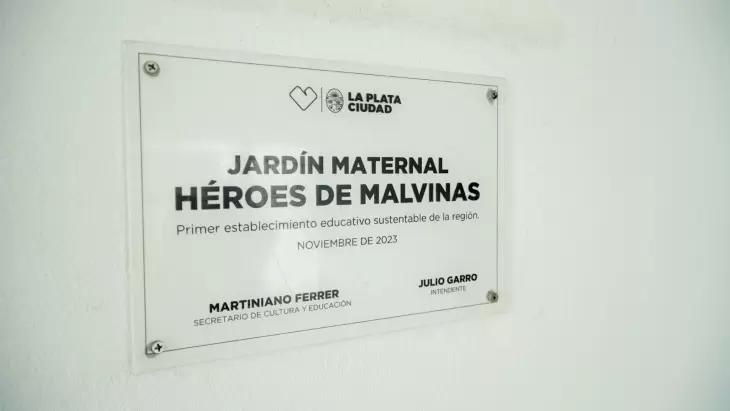 LA PLATA
CIUDAD
JARDÍN MATERNAL
HÉROES DE MALVINAS
Primer establecimiento educativo sustentable de la región.
NOVIEMBRE DE 2023
MARTINIANO FERRER
SECRETARIO DE CULTURA Y EDUCACIÓN
JULIO GARRO
INTENDENTE